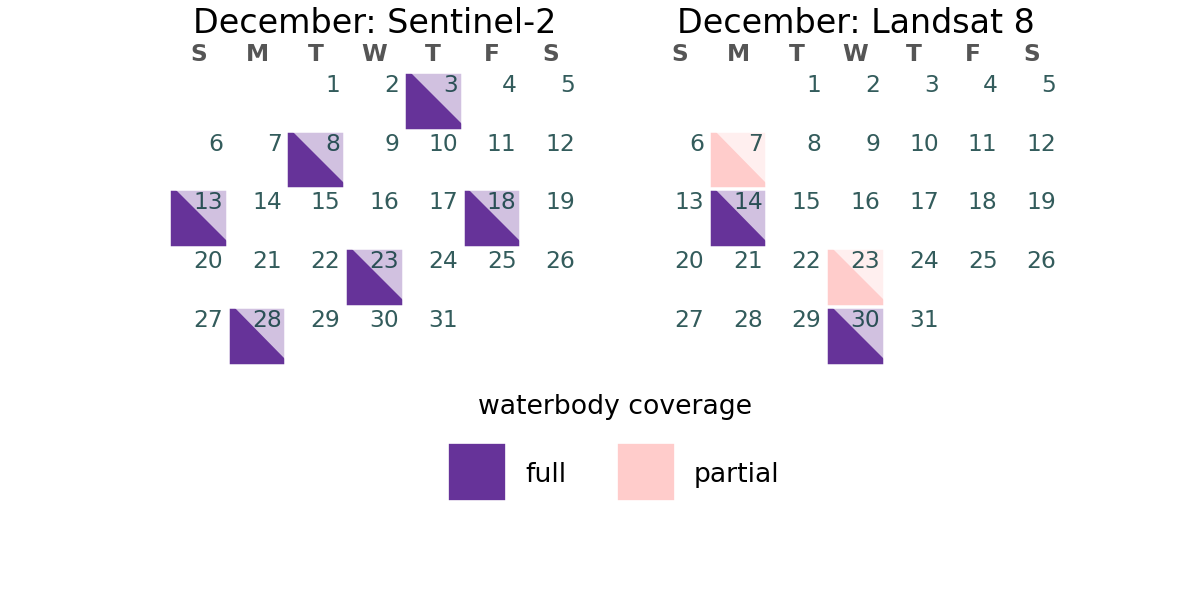 December: Sentinel-2
S M T W T F S
1 2 3 4 5
6 7 8 9 10 11 12
13 14 15 16 17 18 19
20 21 22 23 24 25 26
27 28 29 30 31
December: Landsat 8
S M T W T F S
1 2 3 4 5
6 7 8 9 10 11 12
13 14 15 16 17 18 19
20 21 22 23 24 25 26
27 28 29 30 31
waterbody coverage
full partial